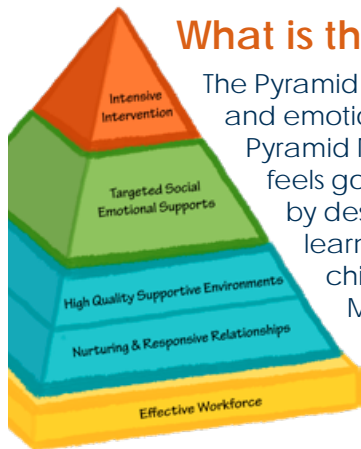 What is th
The Pyramid
and emotio
Pyramid
feels go
by des
learn
chi
M
Intensive
Intervention
Targeted Social
Emotional Supports
High Quality Supportive Environments
Nurturing & Responsive Relationships
Effective Workforce